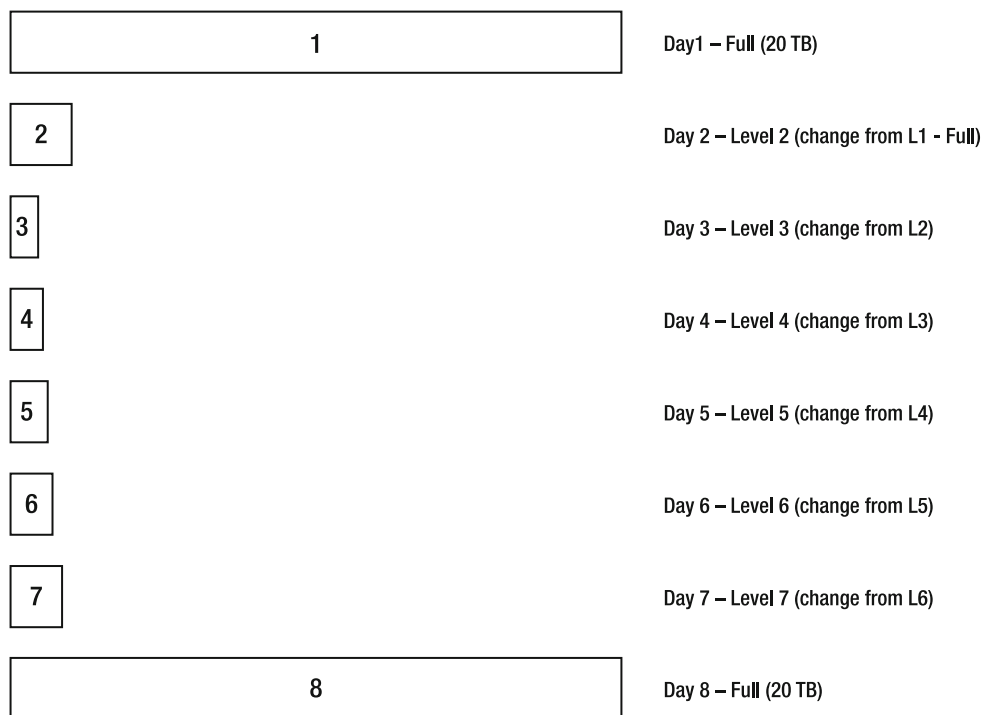 1 Day1 – Full (20 TB)
2 Day 2 – Level 2 (change from L1 - Full)
3 Day 3 – Level 3 (change from L2)
4 Day 4 – Level 4 (change from L3)
5 Day 5 – Level 5 (change from L4)
6 Day 6 – Level 6 (change from L5)
7 Day 7 – Level 7 (change from L6)
8 Day 8 – Full (20 TB)